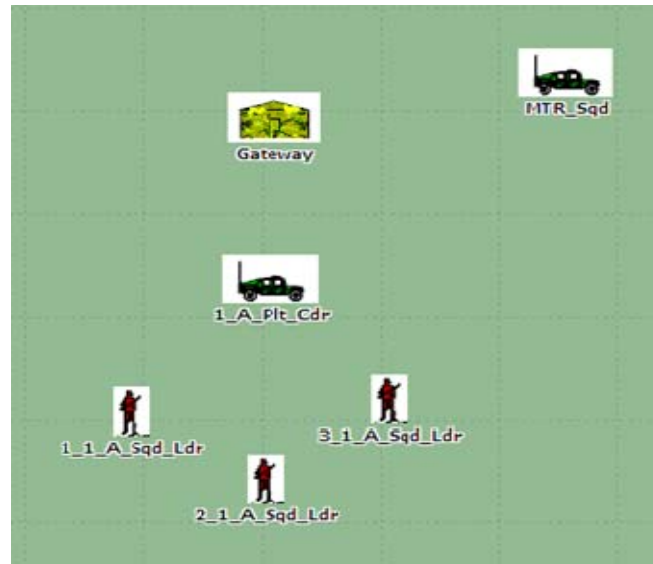 MTR_Sqd
Gateway
1_A_Plt_Cdr
3_1_A_Sqd_Ldr
1_1_A_Sqd_Ldr
2_1_A_Sqd_Ldr